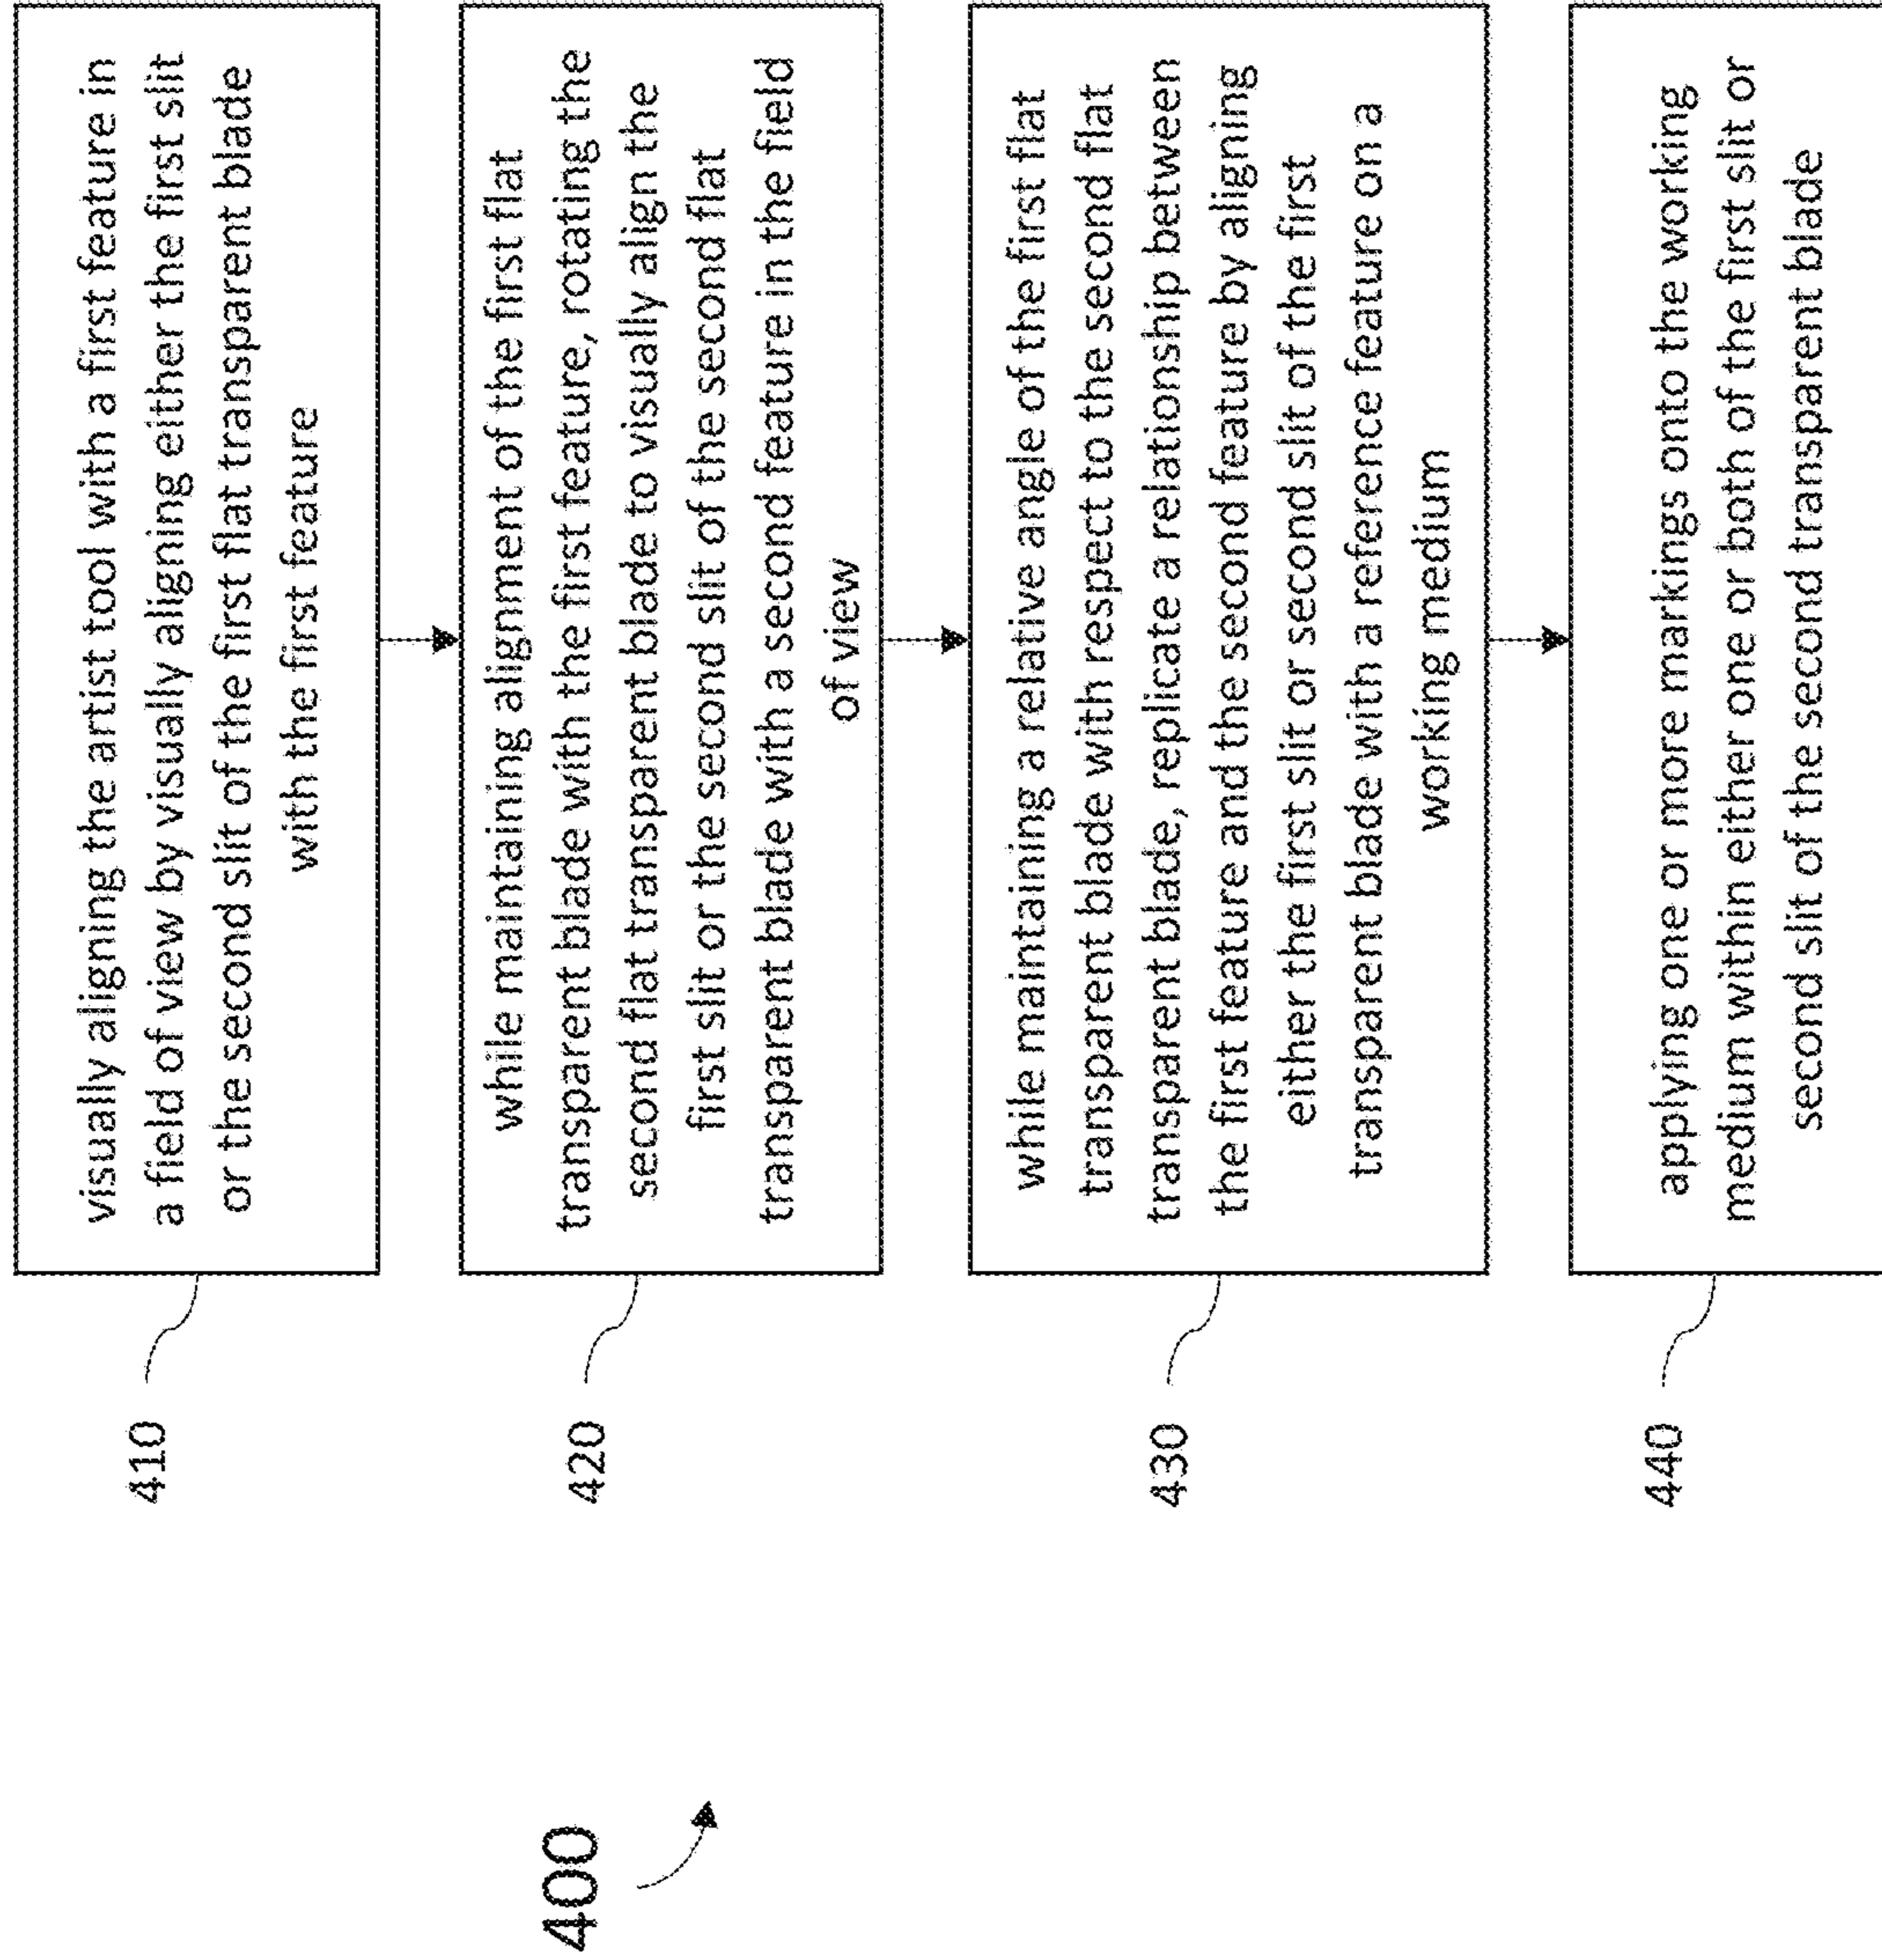 400
410
visually aligning the artist tool with a first feature in
a field of view by visually aligning either the first slit
or the second slit of the first flat transparent blade
with the first feature
420
while maintaining alignment of the first flat
transparent blade with the first feature, rotating the
second flat transparent blade to visually align the
first slit or the second slit of the second flat
transparent blade with a second feature in the field
of view
430
while maintaining a relative angle of the first flat
transparent blade with respect to the second flat
transparent blade, replicate a relationship between
the first feature and the second feature by aligning
either the first slit or second slit of the first
transparent blade with a reference feature on a
working medium
440
applying one or more markings onto the working
medium within either one or both of the first slit or
second slit of the second transparent blade